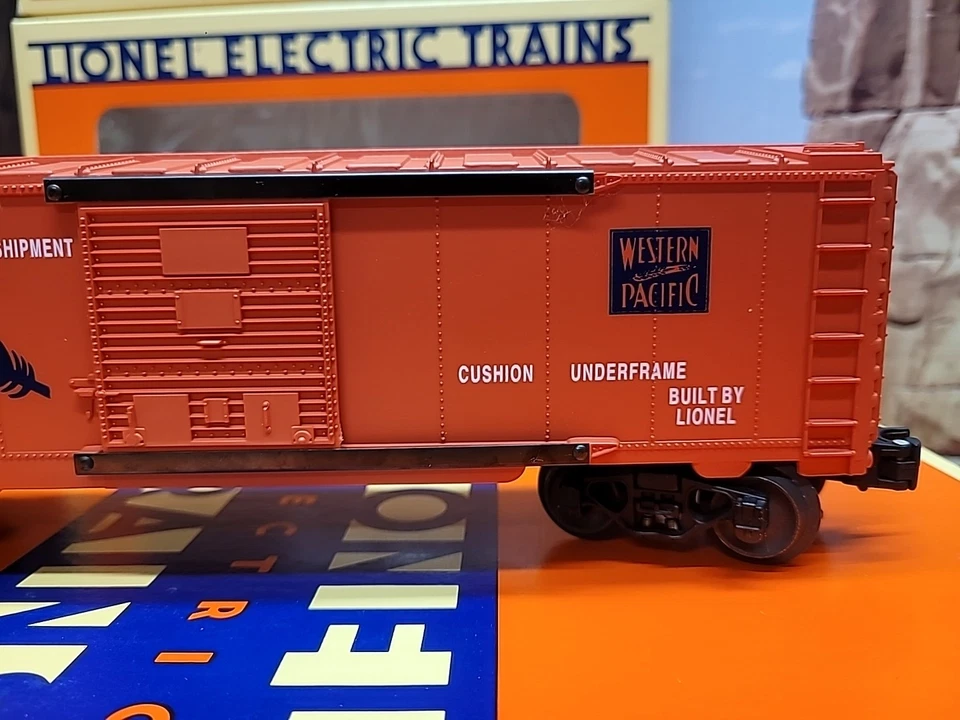 LIONEL ELECTRIC TRAINS
SHIPMENT
WESTERN
PACIFIC
CUSHION UNDERFRAME
BUILT BY
LIONEL